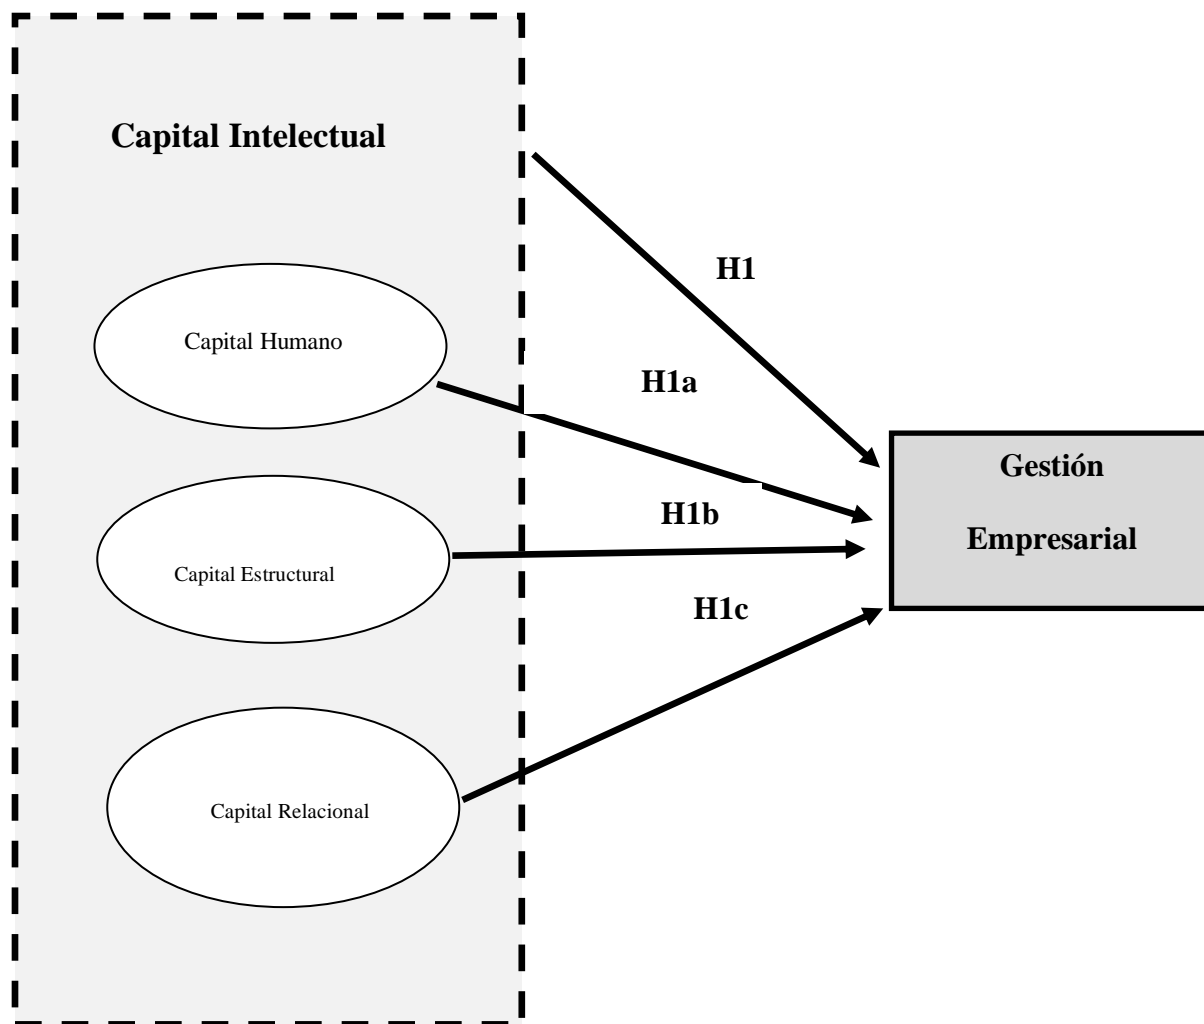 Capital Intelectual
Capital Humano
Capital Estructural
Capital Relacional
H1
H1a
H1b
H1c
Gestión
Empresarial